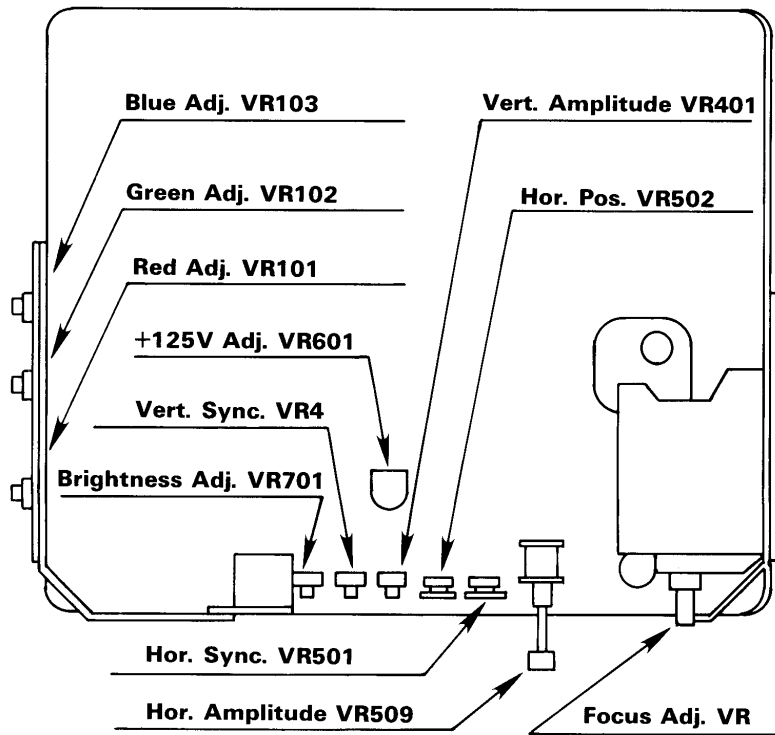 Blue Adj. VR103
Vert. Amplitude VR401
Green Adj. VR102
Hor. Pos. VR502
Red Adj. VR101
+125V Adj. VR601
Vert. Sync. VR4
Brightness Adj. VR701
Hor. Sync. VR501
Hor. Amplitude VR509
Focus Adj. VR